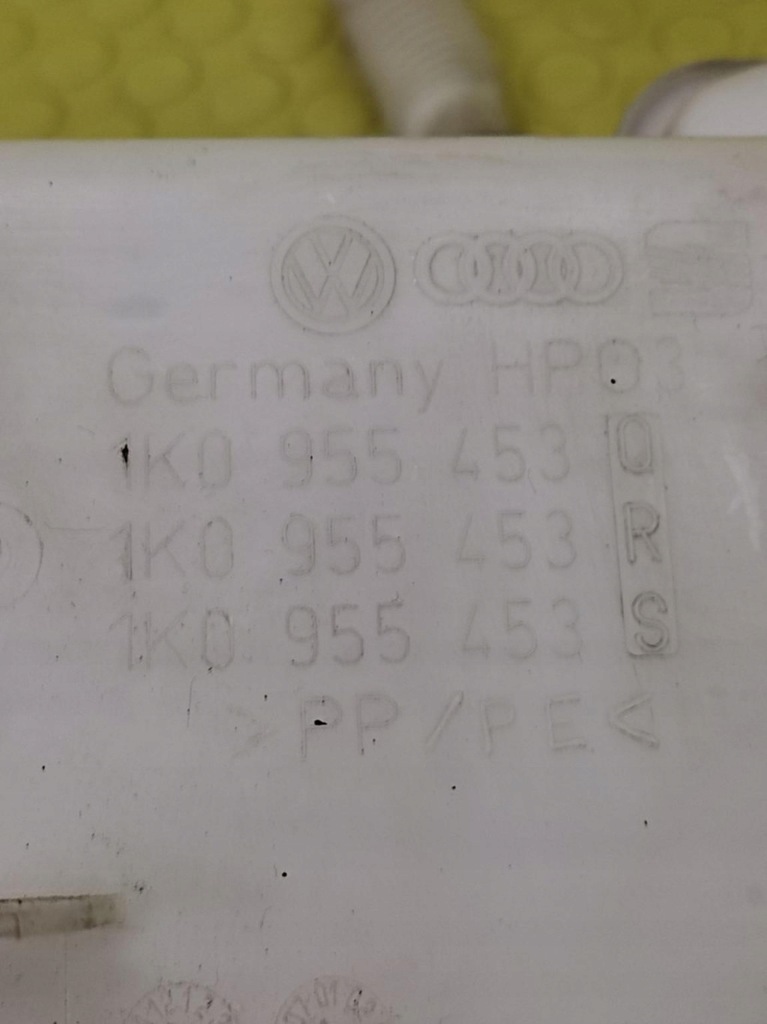 Germany HP03
1K0 955 453 Q
1K0 955 453 R
1K0 955 453 S
>PP/PE<